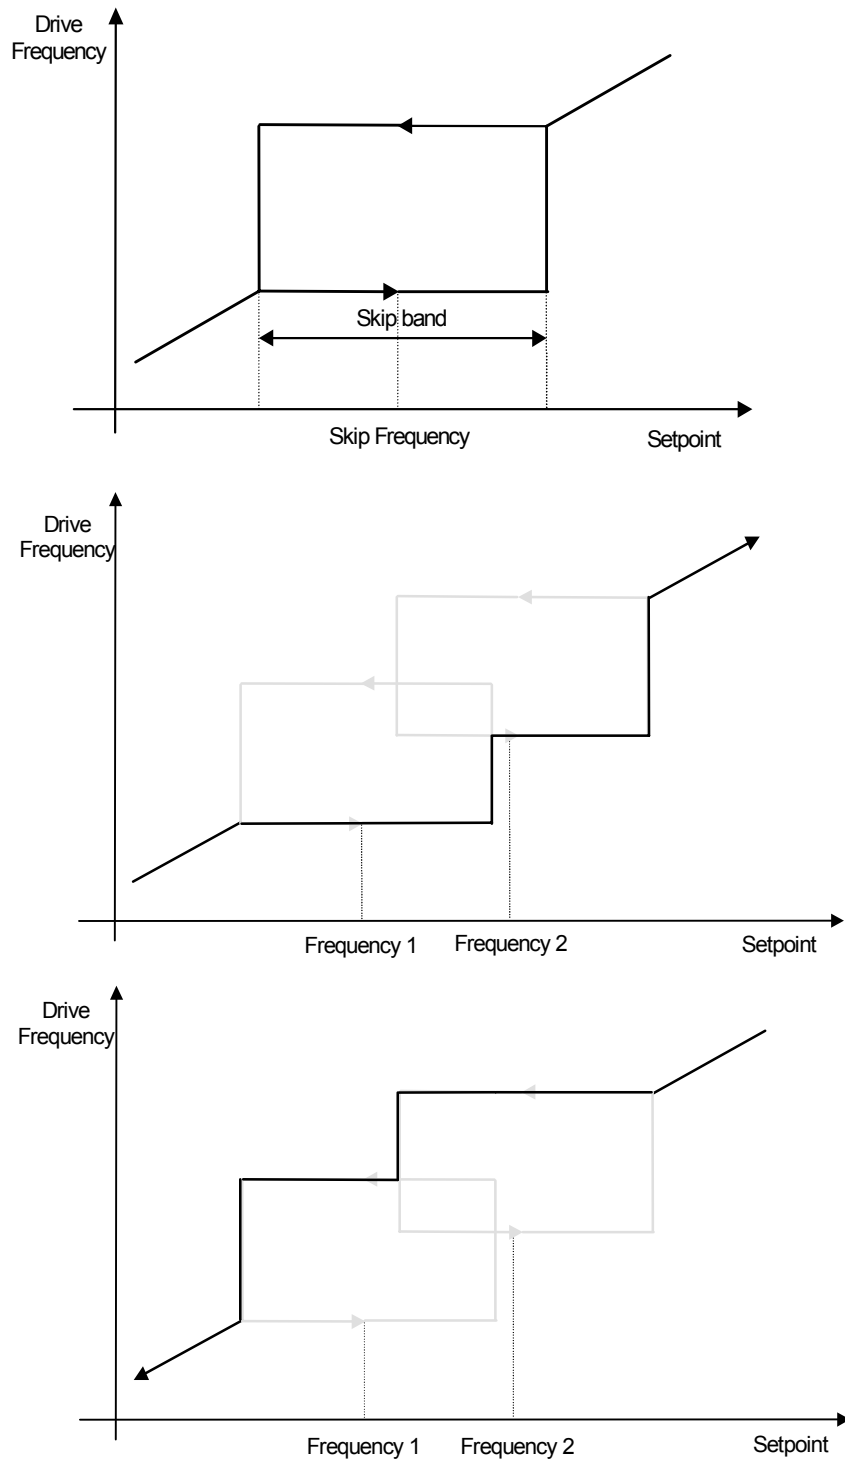 Drive
Frequency
Skip band
Skip Frequency
Setpoint
Drive
Frequency
Frequency 1
Frequency 2
Setpoint
Drive
Frequency
Frequency 1
Frequency 2
Setpoint